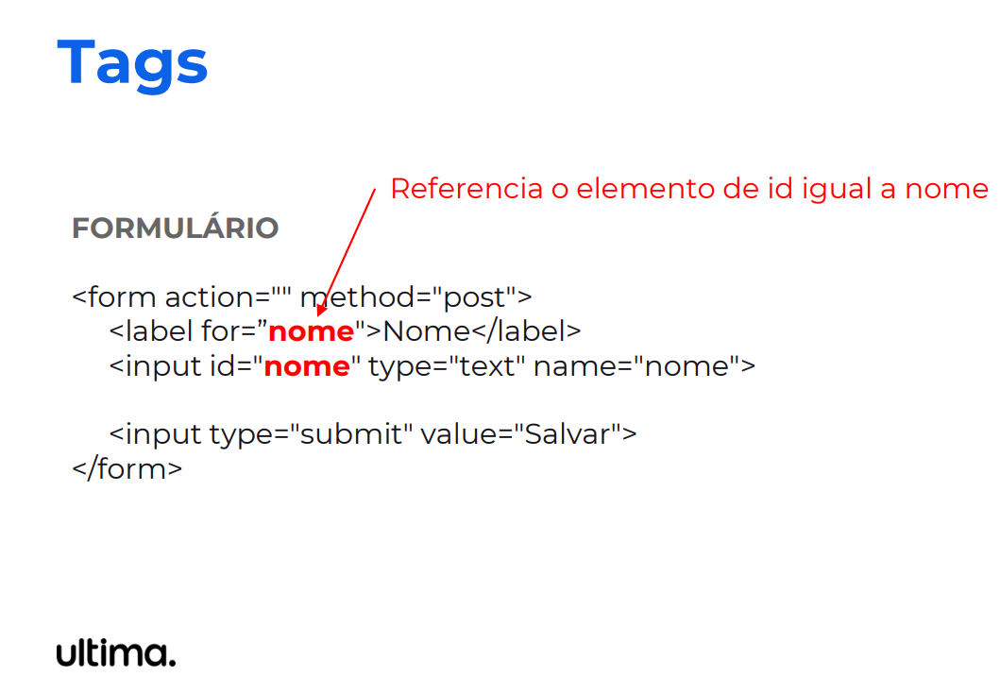 Tags
Referencia o elemento de id igual a nome
FORMULÁRIO
<form action="" method="post">
<label for=”nome">Nome</label>
<input id="nome" type="text" name="nome">
<input type="submit" value="Salvar">
</form>
ultima.